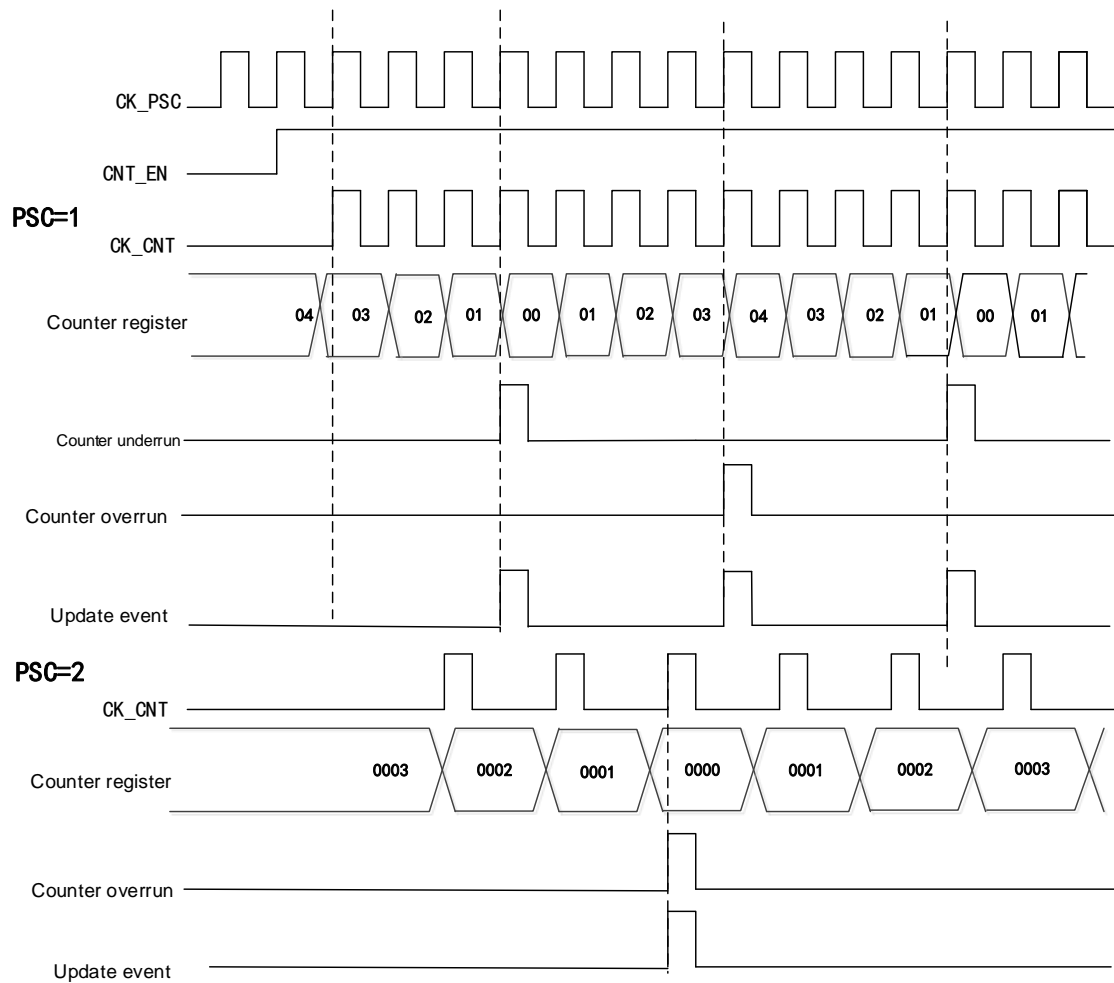 CK_PSC
CNT_EN
PSC=1
CK_CNT
Counter register 04 03 02 01 00 01 02 03 04 03 02 01 00 01
Counter underrun
Counter overrun
Update event
PSC=2
CK_CNT
Counter register 0003 0002 0001 0000 0001 0002 0003
Counter overrun
Update event